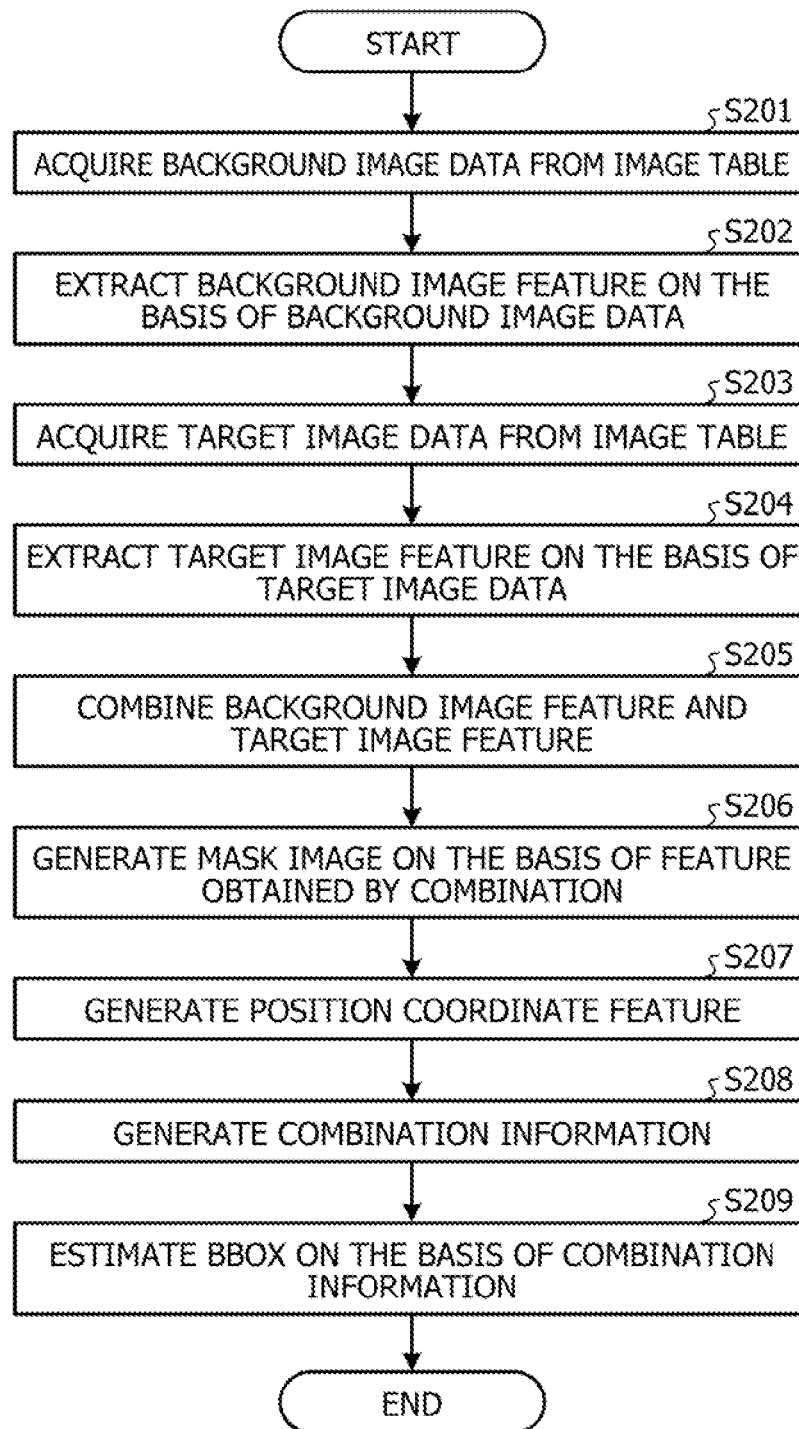 START
S201
ACQUIRE BACKGROUND IMAGE DATA FROM IMAGE TABLE
S202
EXTRACT BACKGROUND IMAGE FEATURE ON THE
BASIS OF BACKGROUND IMAGE DATA
S203
ACQUIRE TARGET IMAGE DATA FROM IMAGE TABLE
S204
EXTRACT TARGET IMAGE FEATURE ON THE BASIS OF
TARGET IMAGE DATA
S205
COMBINE BACKGROUND IMAGE FEATURE AND
TARGET IMAGE FEATURE
S206
GENERATE MASK IMAGE ON THE BASIS OF FEATURE
OBTAINED BY COMBINATION
S207
GENERATE POSITION COORDINATE FEATURE
S208
GENERATE COMBINATION INFORMATION
S209
ESTIMATE BBOX ON THE BASIS OF COMBINATION
INFORMATION
END